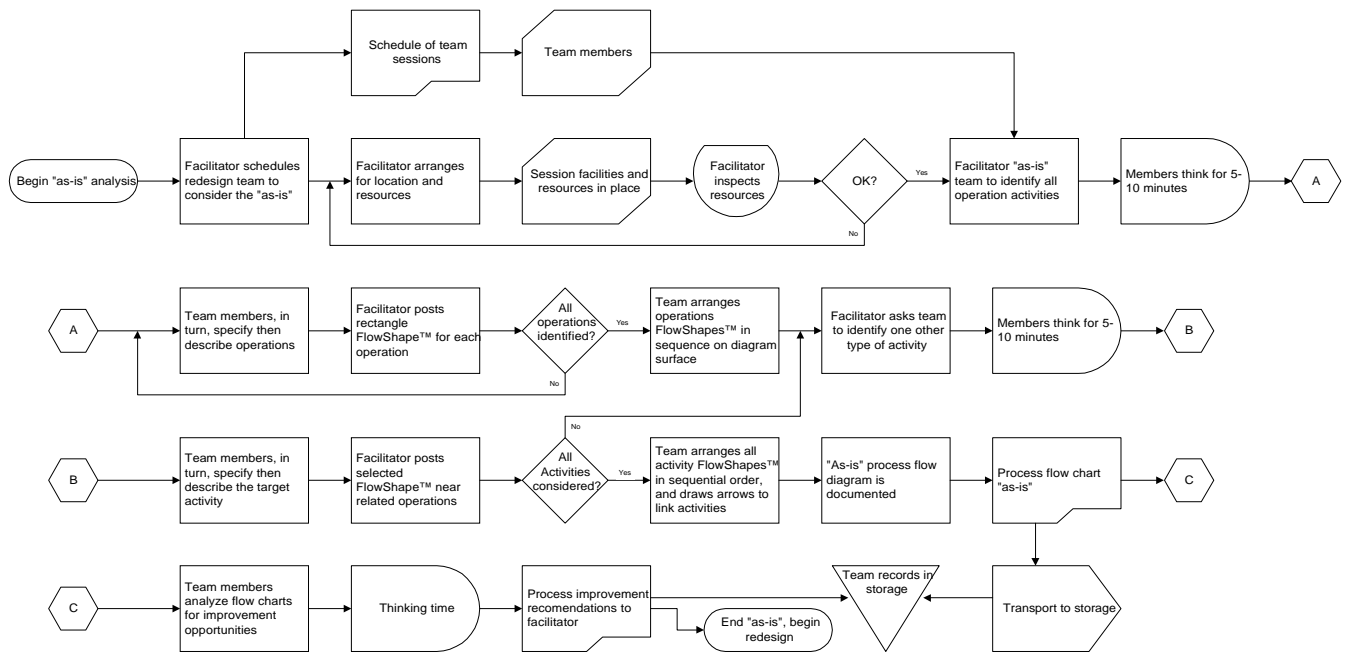 Schedule of team
sessions
Team members
Begin "as-is" analysis
Facilitator schedules
redesign team to
consider the "as-is"
Facilitator arranges
for location and
resources
Session facilities and
resources in place
Facilitator
inspects
resources
OK?
Yes
No
Facilitator "as-is"
team to identify all
operation activities
Members think for 5-
10 minutes
A
A
Team members, in
turn, specify then
describe operations
Facilitator posts
rectangle
FlowShape™ for each
operation
All
operations
identified?
Yes
No
Team arranges
operations
FlowShapes™ in
sequence on diagram
surface
Facilitator asks team
to identify one other
type of activity
Members think for 5-
10 minutes
B
B
Team members, in
turn, specify then
describe the target
activity
Facilitator posts
selected
FlowShape™ near
related operations
No
All
Activities
considered?
Yes
Team arranges all
activity FlowShapes™
in sequential order,
and draws arrows to
link activities
"As-is" process flow
diagram is
documented
Process flow chart
"as-is"
C
C
Team members
analyze flow charts
for improvement
opportunities
Thinking time
Process improvement
recomendations to
facilitator
End "as-is", begin
redesign
Team records in
storage
Transport to storage